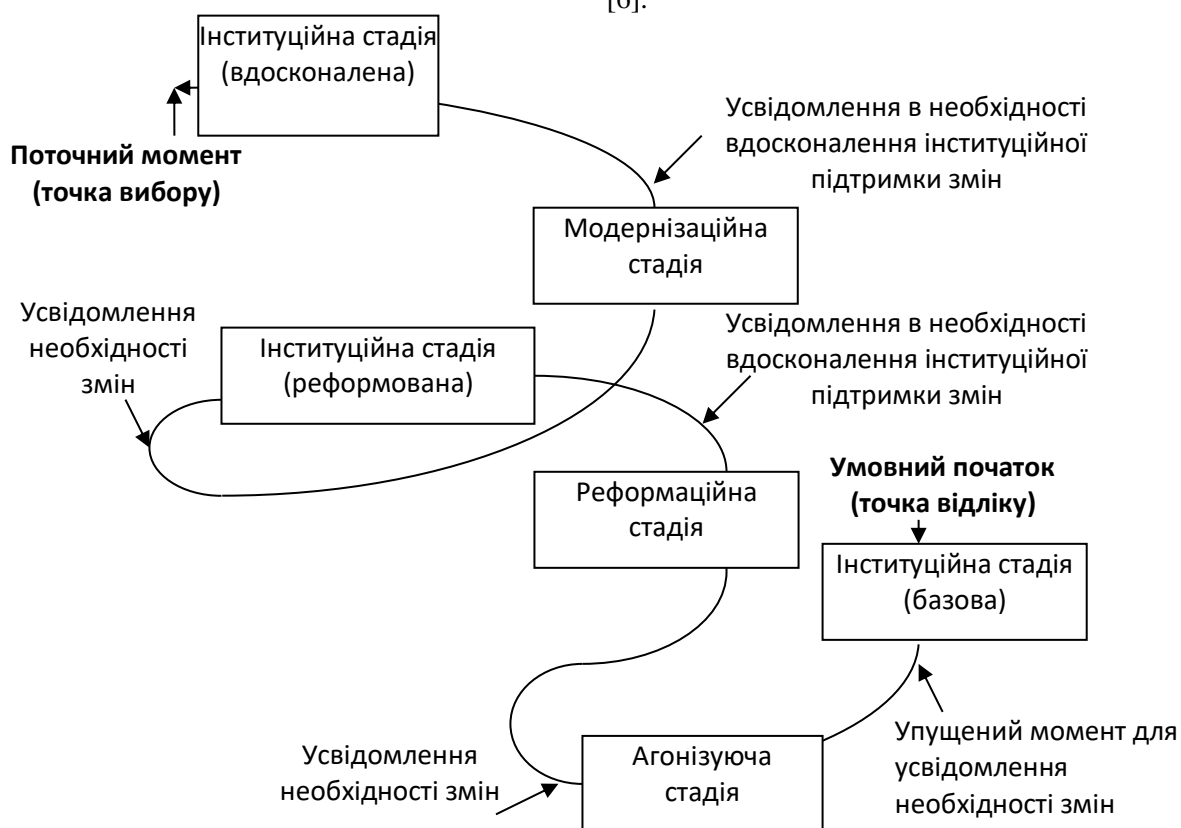 [6].
Інституційна стадія
(вдосконалена)
Поточний момент
(точка вибору)
Усвідомлення в необхідності
вдосконалення інституційної
підтримки змін
Модернізаційна
стадія
Усвідомлення
необхідності
змін
Інституційна стадія
(реформована)
Усвідомлення в необхідності
вдосконалення інституційної
підтримки змін
Умовний початок
(точка відліку)
Реформаційна
стадія
Інституційна стадія
(базова)
Усвідомлення
необхідності змін
Агонізуюча
стадія
Упущений момент для
усвідомлення
необхідності змін